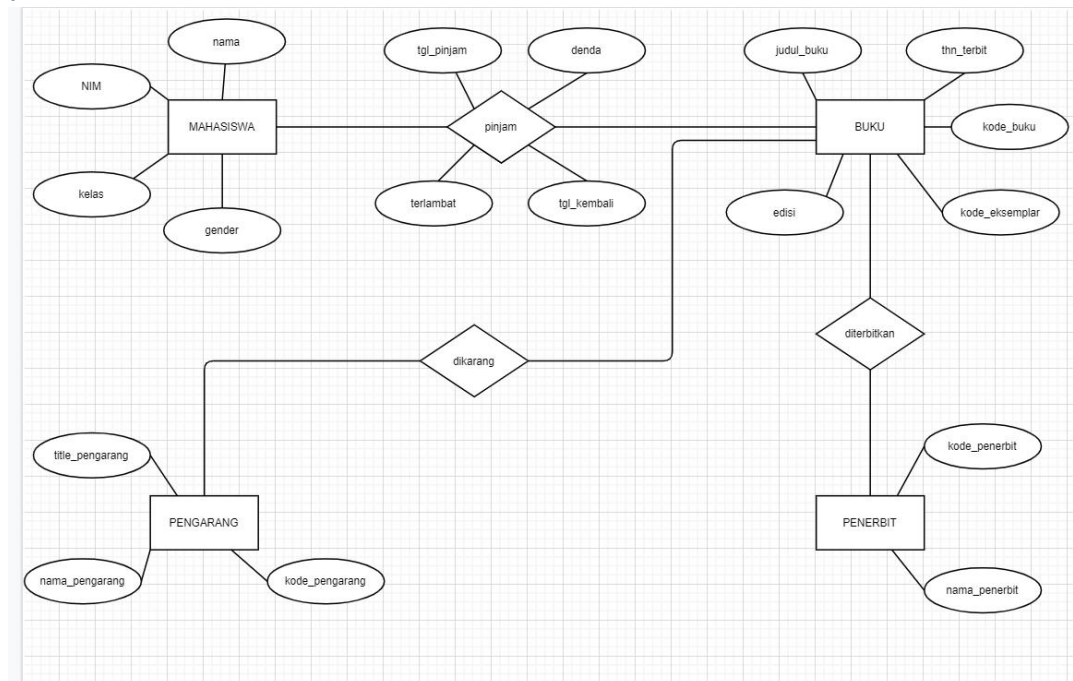 nama
tgl_pinjam
denda
judul_buku
thn_terbit
NIM
MAHASISWA
pinjam
BUKU
kode_buku
kelas
terlambat
tgl_kembali
edisi
kode_eksemplar
gender
diterbitkan
dikarang
title_pengarang
kode_penerbit
PENGARANG
PENERBIT
nama_pengarang
kode_pengarang
nama_penerbit